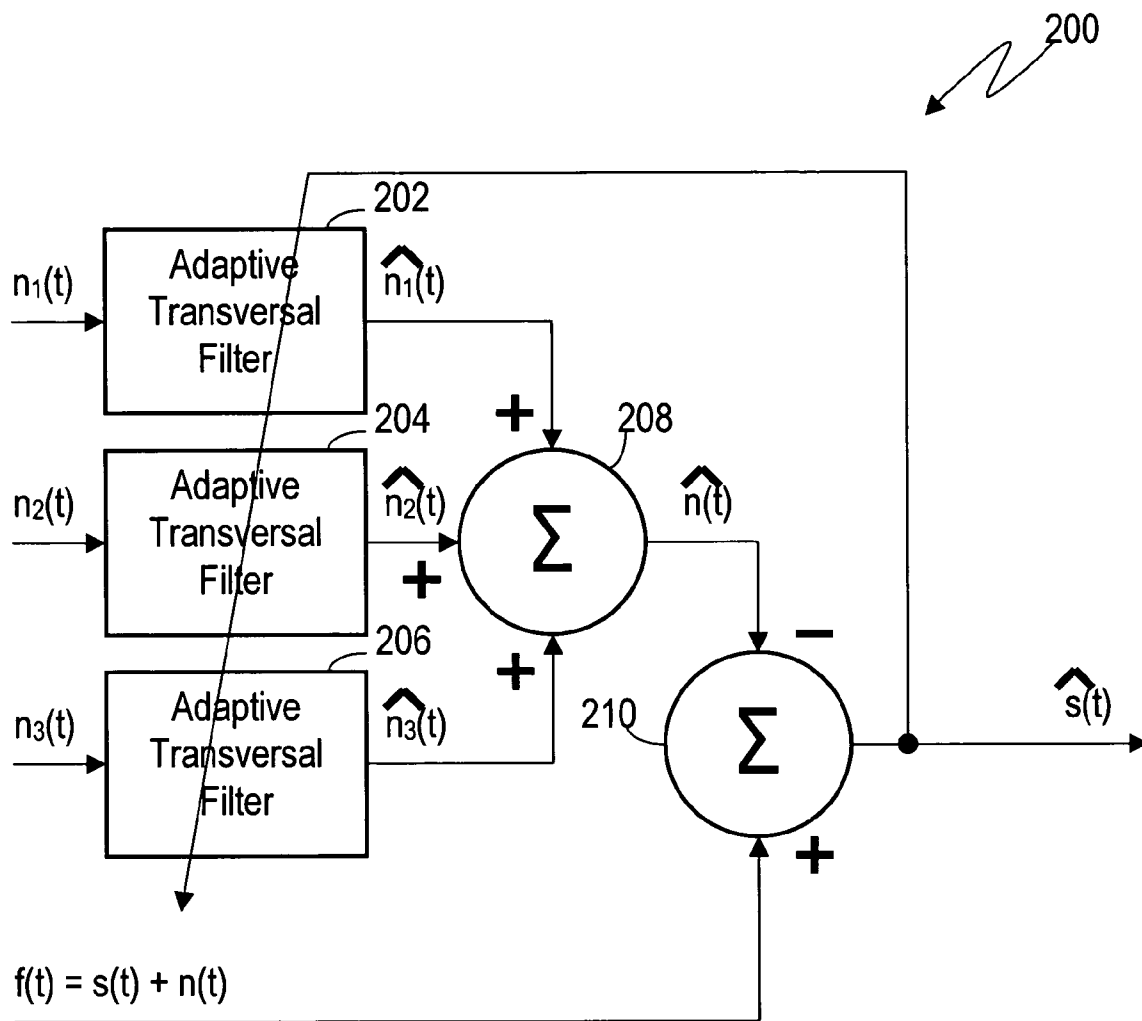 200
202
n1(t)
Adaptive
Transversal
Filter
n̂1(t)
204
n2(t)
Adaptive
Transversal
Filter
n̂2(t)
+
+
+
Σ
208
n̂(t)
206
n3(t)
Adaptive
Transversal
Filter
n̂3(t)
210
Σ
−
+
ŝ(t)
f(t) = s(t) + n(t)